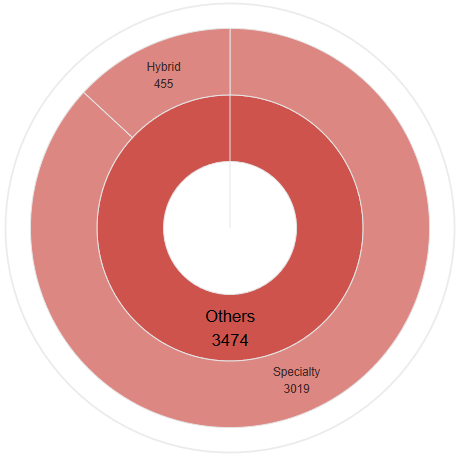 Hybrid
455
Others
3474
Specialty
3019